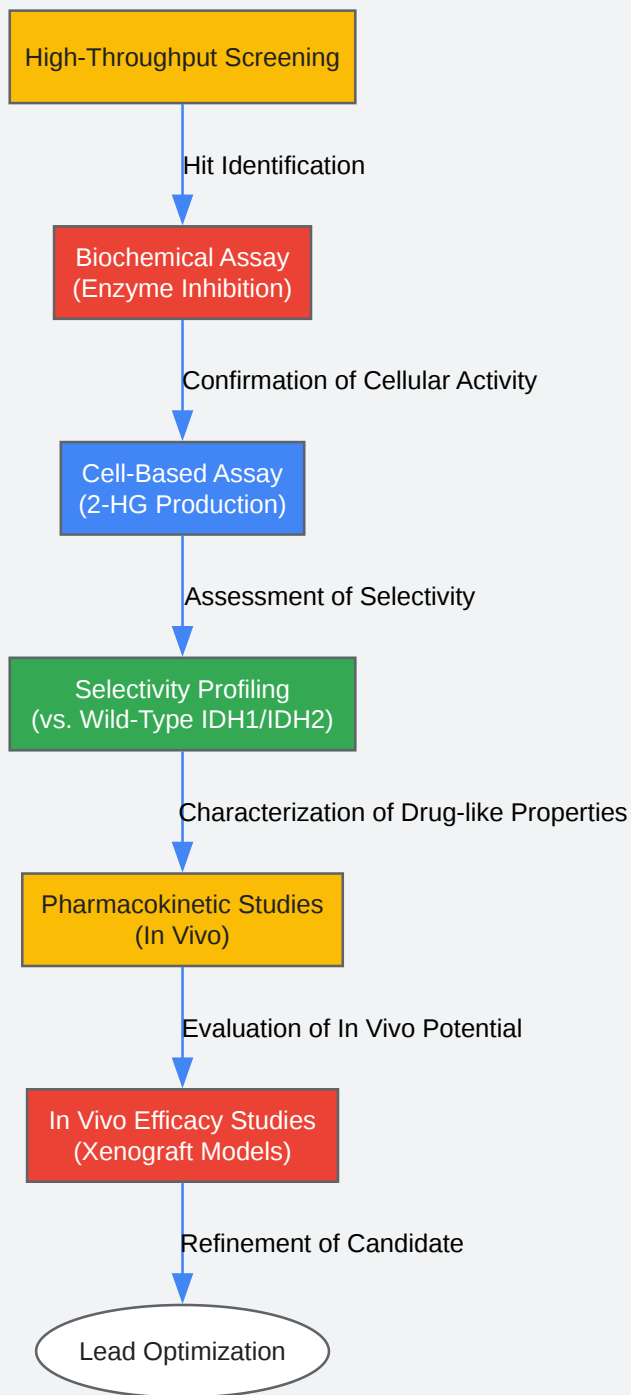 High-Throughput Screening
Hit Identification
Biochemical Assay
(Enzyme Inhibition)
Confirmation of Cellular Activity
Cell-Based Assay
(2-HG Production)
Assessment of Selectivity
Selectivity Profiling
(vs. Wild-Type IDH1/IDH2)
Characterization of Drug-like Properties
Pharmacokinetic Studies
(In Vivo)
Evaluation of In Vivo Potential
In Vivo Efficacy Studies
(Xenograft Models)
Refinement of Candidate
Lead Optimization